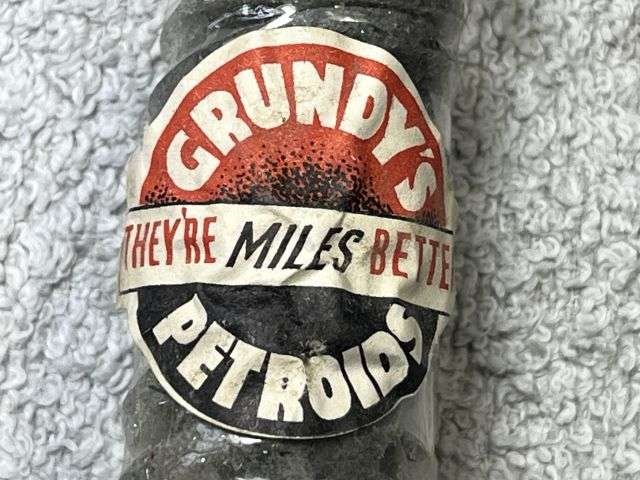 GRUNDY'S
THEY'RE MILES BETTE
PETROIDS